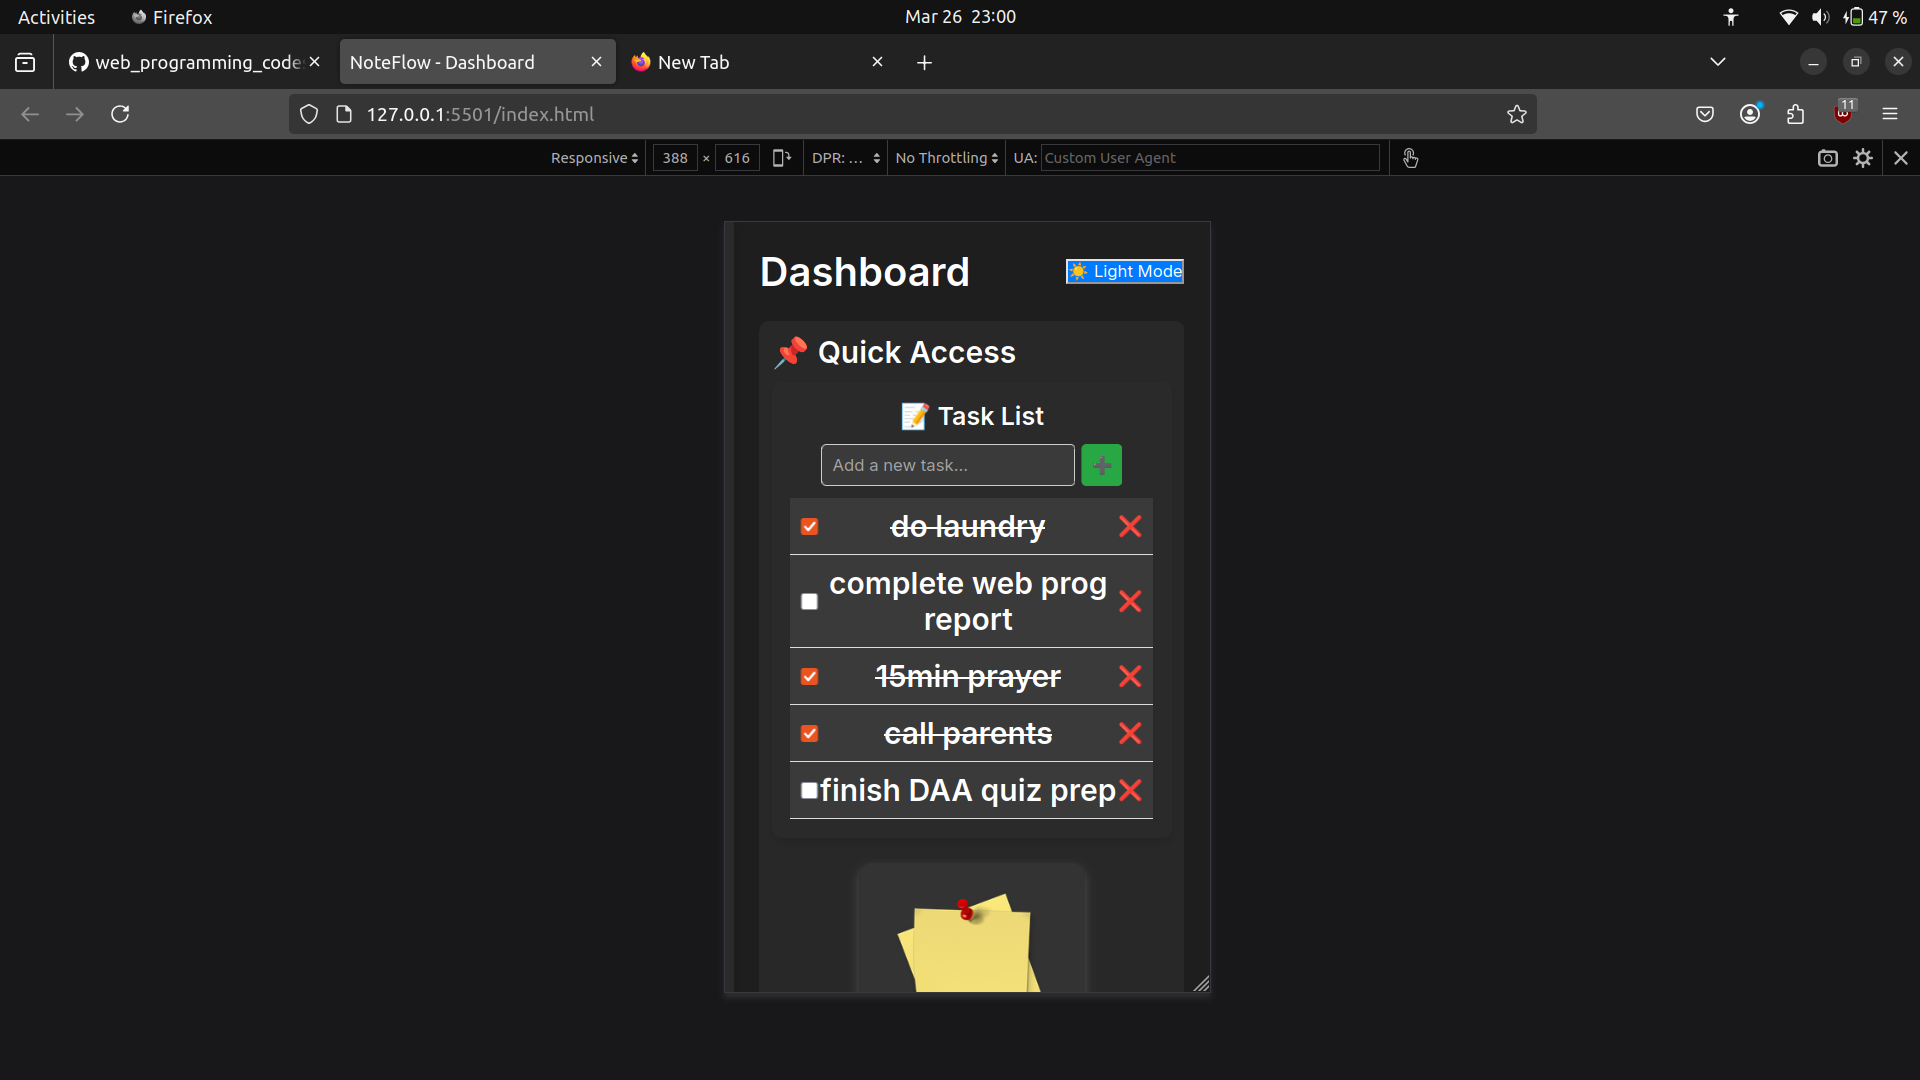 Activities Firefox Mar 26 23:00 47 %
web_programming_code NoteFlow - Dashboard New Tab
127.0.0.1:5501/index.html 11
Responsive 388 × 616 DPR: ... No Throttling UA: Custom User Agent
Dashboard ☀️ Light Mode
📌 Quick Access
📝 Task List
Add a new task... ➕
do laundry ❌
complete web prog
report ❌
15min prayer ❌
call parents ❌
finish DAA quiz prep ❌